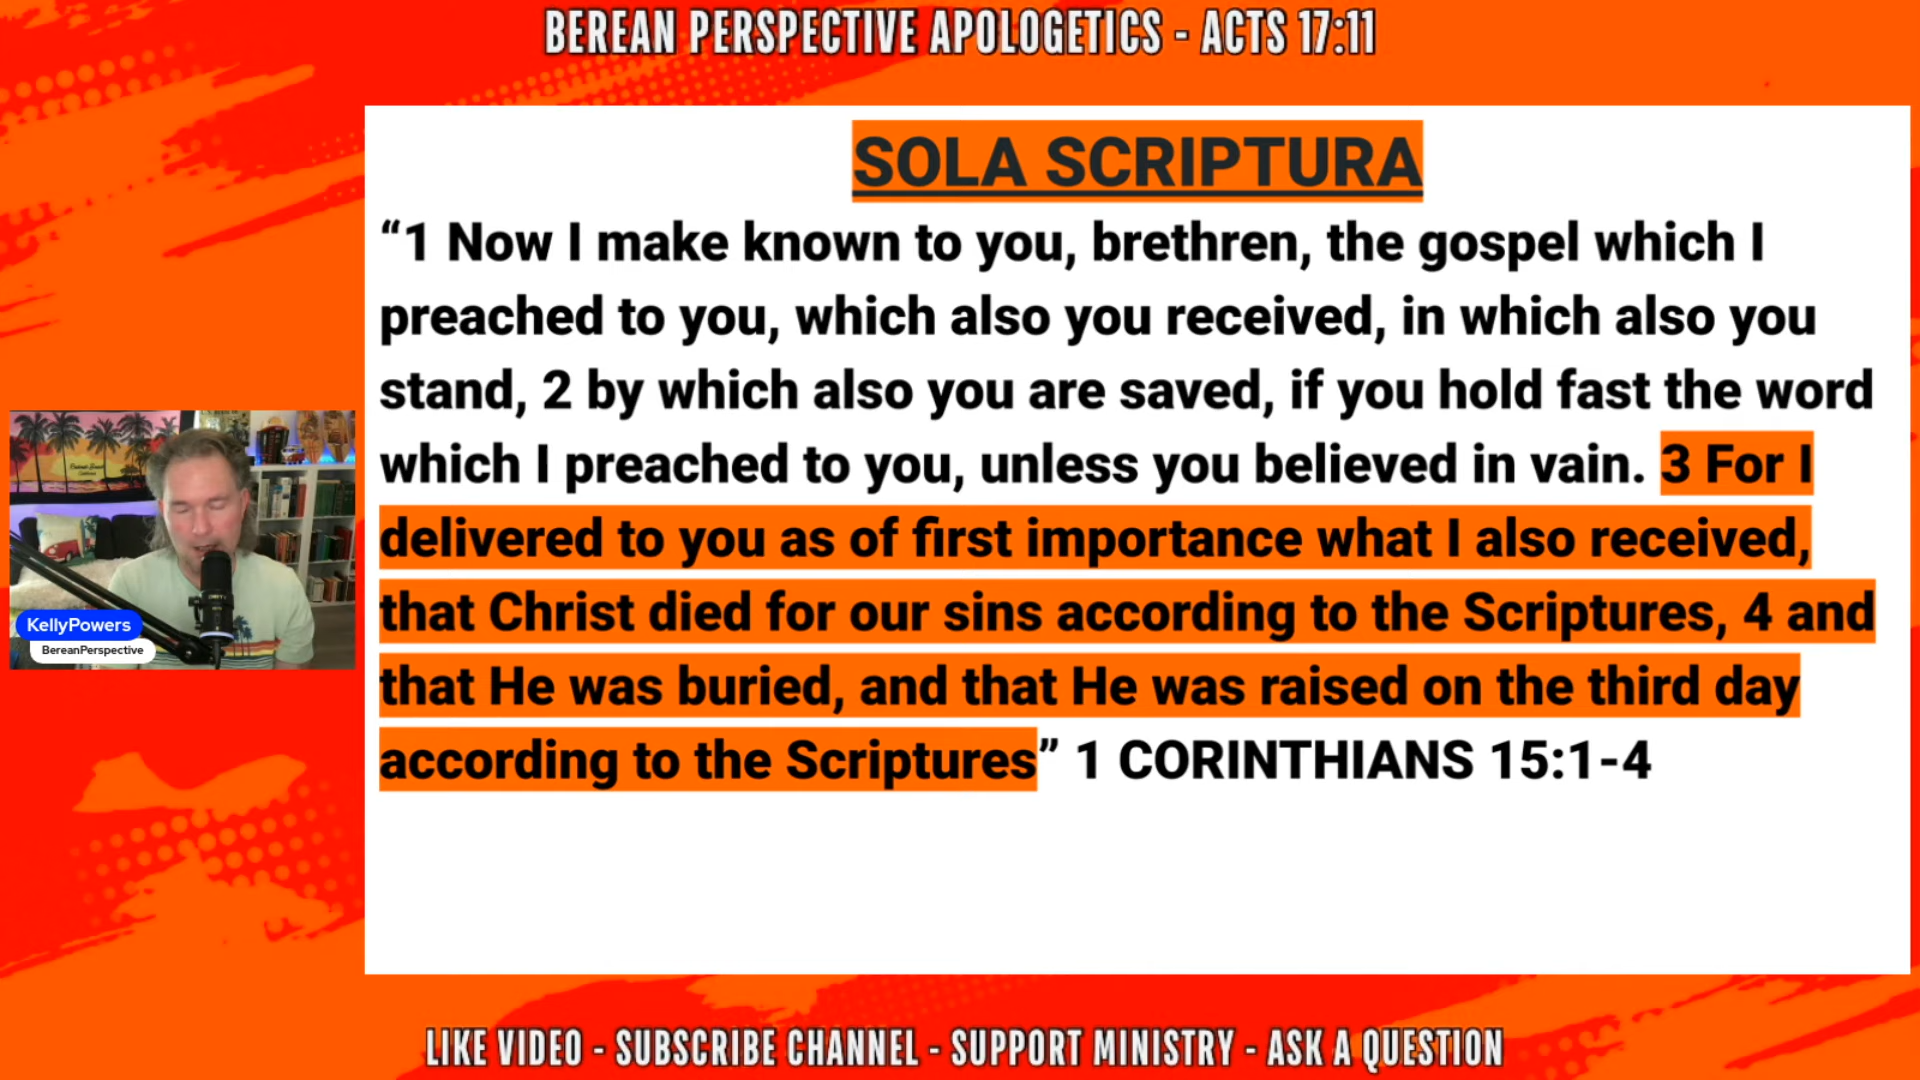 BEREAN PERSPECTIVE APOLOGETICS - ACTS 17:11
SOLA SCRIPTURA
“1 Now I make known to you, brethren, the gospel which I
preached to you, which also you received, in which also you
stand, 2 by which also you are saved, if you hold fast the word
which I preached to you, unless you believed in vain. 3 For I
delivered to you as of first importance what I also received,
that Christ died for our sins according to the Scriptures, 4 and
that He was buried, and that He was raised on the third day
according to the Scriptures” 1 CORINTHIANS 15:1-4
KellyPowers
BereanPerspective
LIKE VIDEO - SUBSCRIBE CHANNEL - SUPPORT MINISTRY - ASK A QUESTION